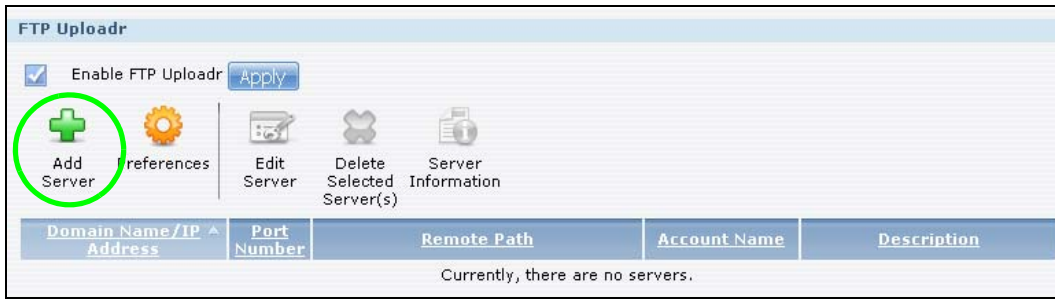 FTP Uploadr
Enable FTP Uploadr Apply
Add Server
Preferences
Edit Server
Delete Selected Server(s)
Server Information
Domain Name/IP Address
Port Number
Remote Path
Account Name
Description
Currently, there are no servers.